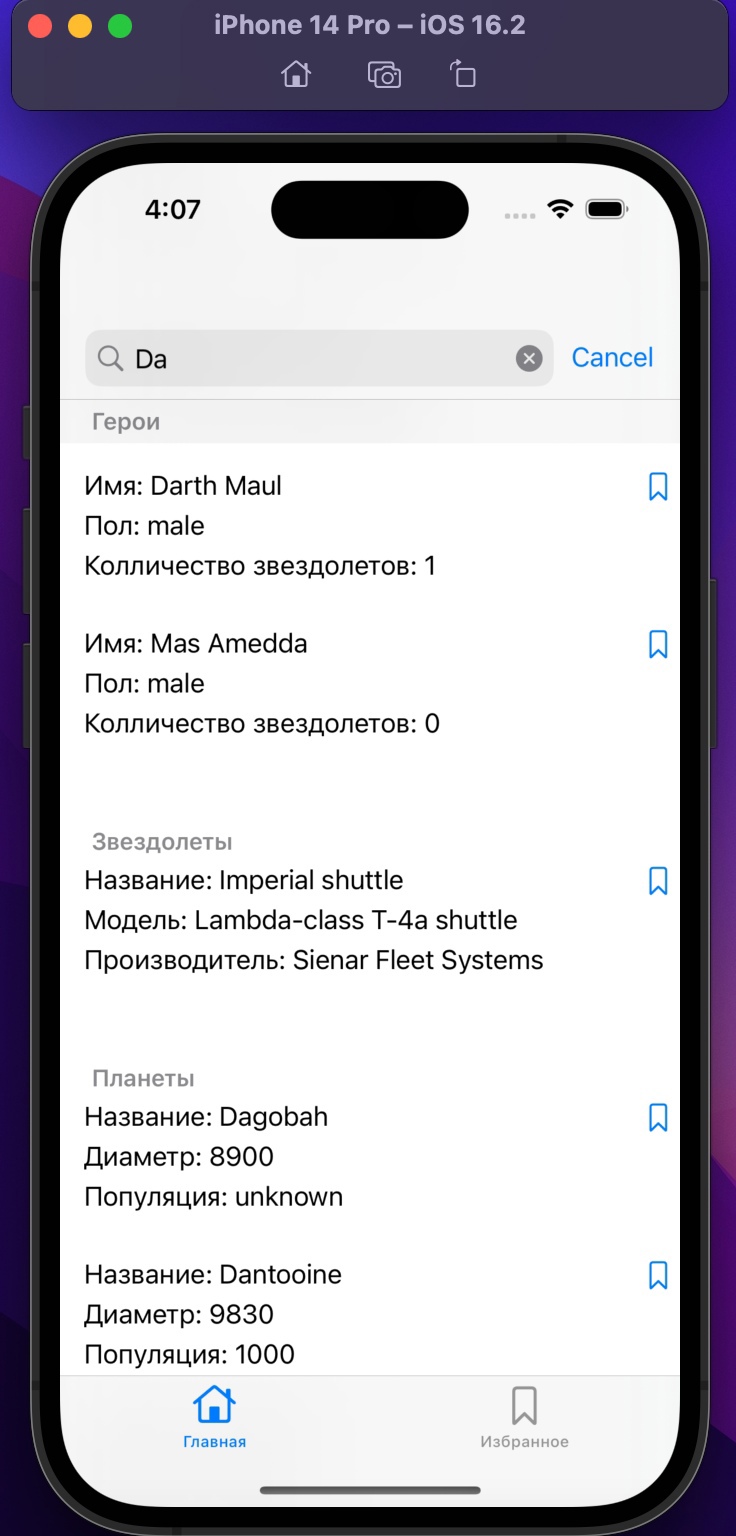 iPhone 14 Pro – iOS 16.2
4:07
Da
Cancel
Герои
Имя: Darth Maul
Пол: male
Колличество звездолетов: 1
Имя: Mas Amedda
Пол: male
Колличество звездолетов: 0
Звездолеты
Название: Imperial shuttle
Модель: Lambda-class T-4a shuttle
Производитель: Sienar Fleet Systems
Планеты
Название: Dagobah
Диаметр: 8900
Популяция: unknown
Название: Dantooine
Диаметр: 9830
Популяция: 1000
Главная
Избранное